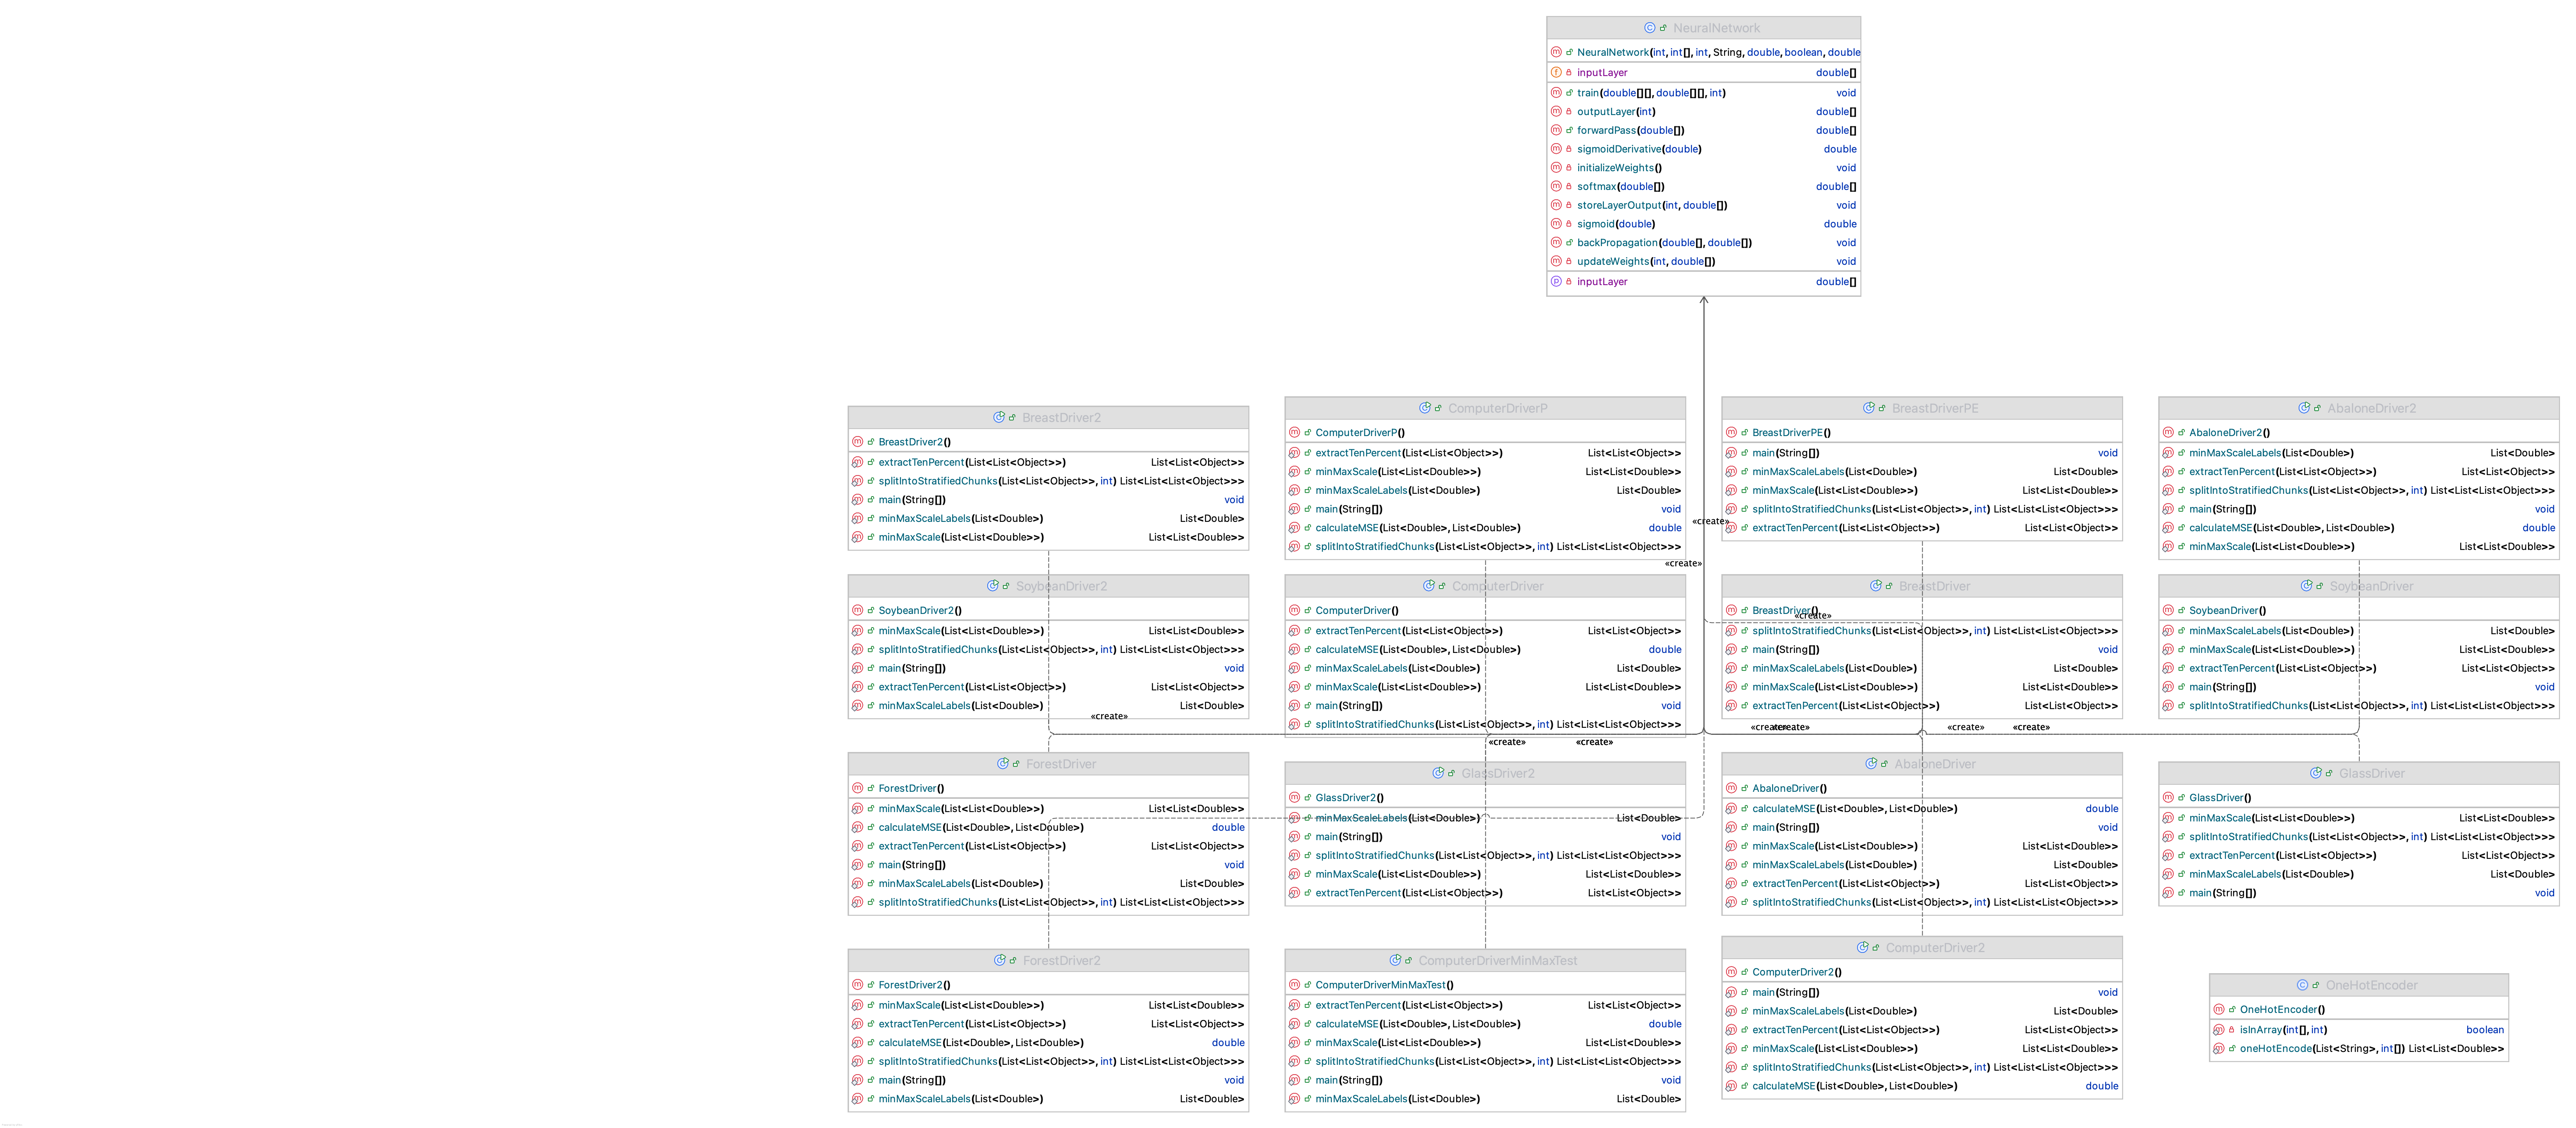 NeuralNetwork
NeuralNetwork(int, int[], int, String, double, boolean, double
inputLayer double[]
train(double[][], double[][], int) void
outputLayer(int) double[]
forwardPass(double[]) double[]
sigmoidDerivative(double) double
initializeWeights() void
softmax(double[]) double[]
storeLayerOutput(int, double[]) void
sigmoid(double) double
backPropagation(double[], double[]) void
updateWeights(int, double[]) void
inputLayer double[]
BreastDriver2
BreastDriver2()
extractTenPercent(List<List<Object>>) List<List<Object>>
splitIntoStratifiedChunks(List<List<Object>>, int) List<List<List<Object>>>
main(String[]) void
minMaxScaleLabels(List<Double>) List<Double>
minMaxScale(List<List<Double>>) List<List<Double>>
ComputerDriverP
ComputerDriverP()
extractTenPercent(List<List<Object>>) List<List<Object>>
minMaxScale(List<List<Double>>) List<List<Double>>
minMaxScaleLabels(List<Double>) List<Double>
main(String[]) void
calculateMSE(List<Double>, List<Double>) double
splitIntoStratifiedChunks(List<List<Object>>, int) List<List<List<Object>>>
BreastDriverPE
BreastDriverPE()
main(String[]) void
minMaxScaleLabels(List<Double>) List<Double>
minMaxScale(List<List<Double>>) List<List<Double>>
splitIntoStratifiedChunks(List<List<Object>>, int) List<List<List<Object>>>
extractTenPercent(List<List<Object>>) List<List<Object>>
AbaloneDriver2
AbaloneDriver2()
minMaxScaleLabels(List<Double>) List<Double>
extractTenPercent(List<List<Object>>) List<List<Object>>
splitIntoStratifiedChunks(List<List<Object>>, int) List<List<List<Object>>>
main(String[]) void
calculateMSE(List<Double>, List<Double>) double
minMaxScale(List<List<Double>>) List<List<Double>>
«create»
«create»
SoybeanDriver2
SoybeanDriver2()
minMaxScale(List<List<Double>>) List<List<Double>>
splitIntoStratifiedChunks(List<List<Object>>, int) List<List<List<Object>>>
main(String[]) void
extractTenPercent(List<List<Object>>) List<List<Object>>
minMaxScaleLabels(List<Double>) List<Double>
«create»
ComputerDriver
ComputerDriver()
extractTenPercent(List<List<Object>>) List<List<Object>>
calculateMSE(List<Double>, List<Double>) double
minMaxScaleLabels(List<Double>) List<Double>
minMaxScale(List<List<Double>>) List<List<Double>>
main(String[]) void
splitIntoStratifiedChunks(List<List<Object>>, int) List<List<List<Object>>>
BreastDriver
BreastDriver()
«create»
splitIntoStratifiedChunks(List<List<Object>>, int) List<List<List<Object>>>
main(String[]) void
minMaxScaleLabels(List<Double>) List<Double>
minMaxScale(List<List<Double>>) List<List<Double>>
extractTenPercent(List<List<Object>>) List<List<Object>>
SoybeanDriver
SoybeanDriver()
minMaxScaleLabels(List<Double>) List<Double>
minMaxScale(List<List<Double>>) List<List<Double>>
extractTenPercent(List<List<Object>>) List<List<Object>>
main(String[]) void
splitIntoStratifiedChunks(List<List<Object>>, int) List<List<List<Object>>>
«create» «create» «create» «create»
«create» «create»
ForestDriver
ForestDriver()
minMaxScale(List<List<Double>>) List<List<Double>>
calculateMSE(List<Double>, List<Double>) double
extractTenPercent(List<List<Object>>) List<List<Object>>
main(String[]) void
minMaxScaleLabels(List<Double>) List<Double>
splitIntoStratifiedChunks(List<List<Object>>, int) List<List<List<Object>>>
GlassDriver2
GlassDriver2()
minMaxScaleLabels(List<Double>) List<Double>
main(String[]) void
splitIntoStratifiedChunks(List<List<Object>>, int) List<List<List<Object>>>
minMaxScale(List<List<Double>>) List<List<Double>>
extractTenPercent(List<List<Object>>) List<List<Object>>
AbaloneDriver
AbaloneDriver()
calculateMSE(List<Double>, List<Double>) double
main(String[]) void
minMaxScale(List<List<Double>>) List<List<Double>>
minMaxScaleLabels(List<Double>) List<Double>
extractTenPercent(List<List<Object>>) List<List<Object>>
splitIntoStratifiedChunks(List<List<Object>>, int) List<List<List<Object>>>
GlassDriver
GlassDriver()
minMaxScale(List<List<Double>>) List<List<Double>>
splitIntoStratifiedChunks(List<List<Object>>, int) List<List<List<Object>>>
extractTenPercent(List<List<Object>>) List<List<Object>>
minMaxScaleLabels(List<Double>) List<Double>
main(String[]) void
ForestDriver2
ForestDriver2()
minMaxScale(List<List<Double>>) List<List<Double>>
extractTenPercent(List<List<Object>>) List<List<Object>>
calculateMSE(List<Double>, List<Double>) double
splitIntoStratifiedChunks(List<List<Object>>, int) List<List<List<Object>>>
main(String[]) void
minMaxScaleLabels(List<Double>) List<Double>
ComputerDriverMinMaxTest
ComputerDriverMinMaxTest()
extractTenPercent(List<List<Object>>) List<List<Object>>
calculateMSE(List<Double>, List<Double>) double
minMaxScale(List<List<Double>>) List<List<Double>>
splitIntoStratifiedChunks(List<List<Object>>, int) List<List<List<Object>>>
main(String[]) void
minMaxScaleLabels(List<Double>) List<Double>
ComputerDriver2
ComputerDriver2()
main(String[]) void
minMaxScaleLabels(List<Double>) List<Double>
extractTenPercent(List<List<Object>>) List<List<Object>>
minMaxScale(List<List<Double>>) List<List<Double>>
splitIntoStratifiedChunks(List<List<Object>>, int) List<List<List<Object>>>
calculateMSE(List<Double>, List<Double>) double
OneHotEncoder
OneHotEncoder()
isInArray(int[], int) boolean
oneHotEncode(List<String>, int[]) List<List<Double>>